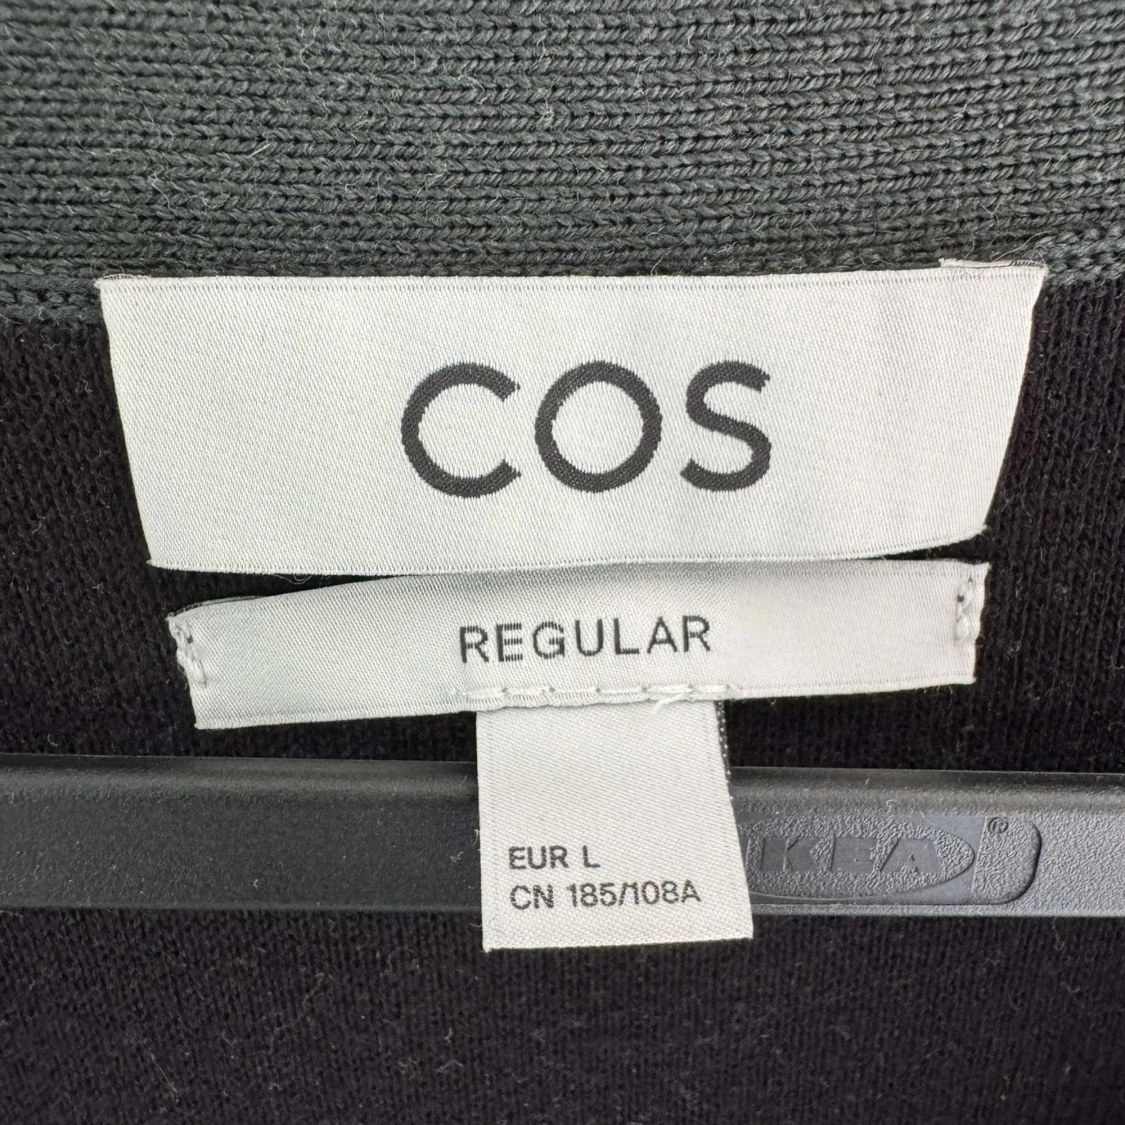 COS
REGULAR
EUR L
CN 185/108A
IKEA®